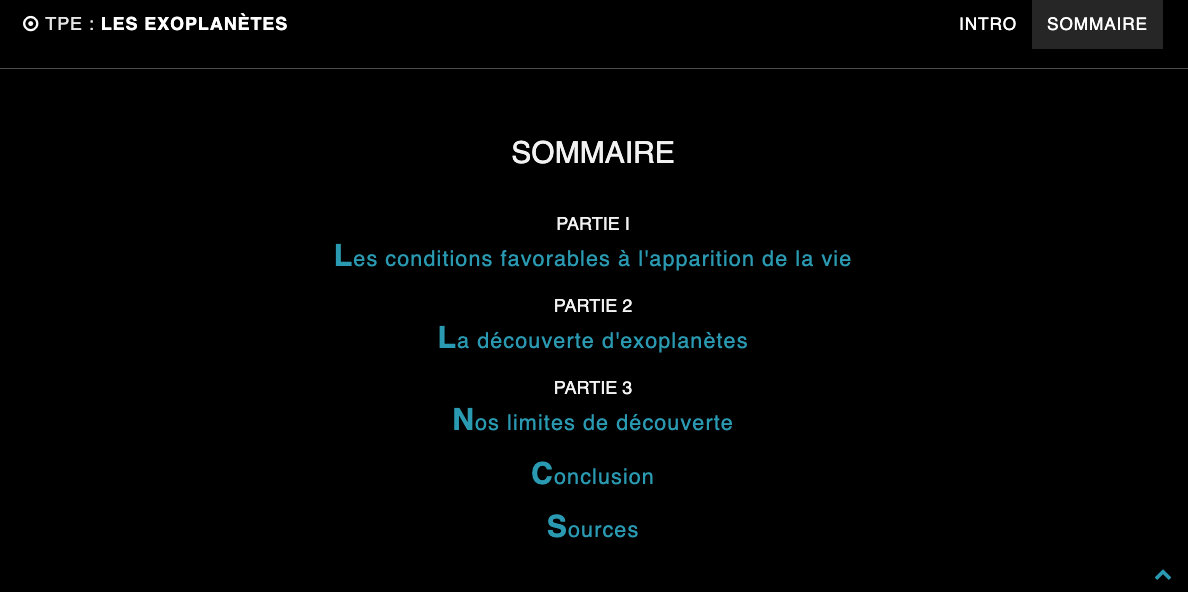 TPE : LES EXOPLANÈTES
INTRO
SOMMAIRE
SOMMAIRE
PARTIE I
Les conditions favorables à l'apparition de la vie
PARTIE 2
La découverte d'exoplanètes
PARTIE 3
Nos limites de découverte
Conclusion
Sources